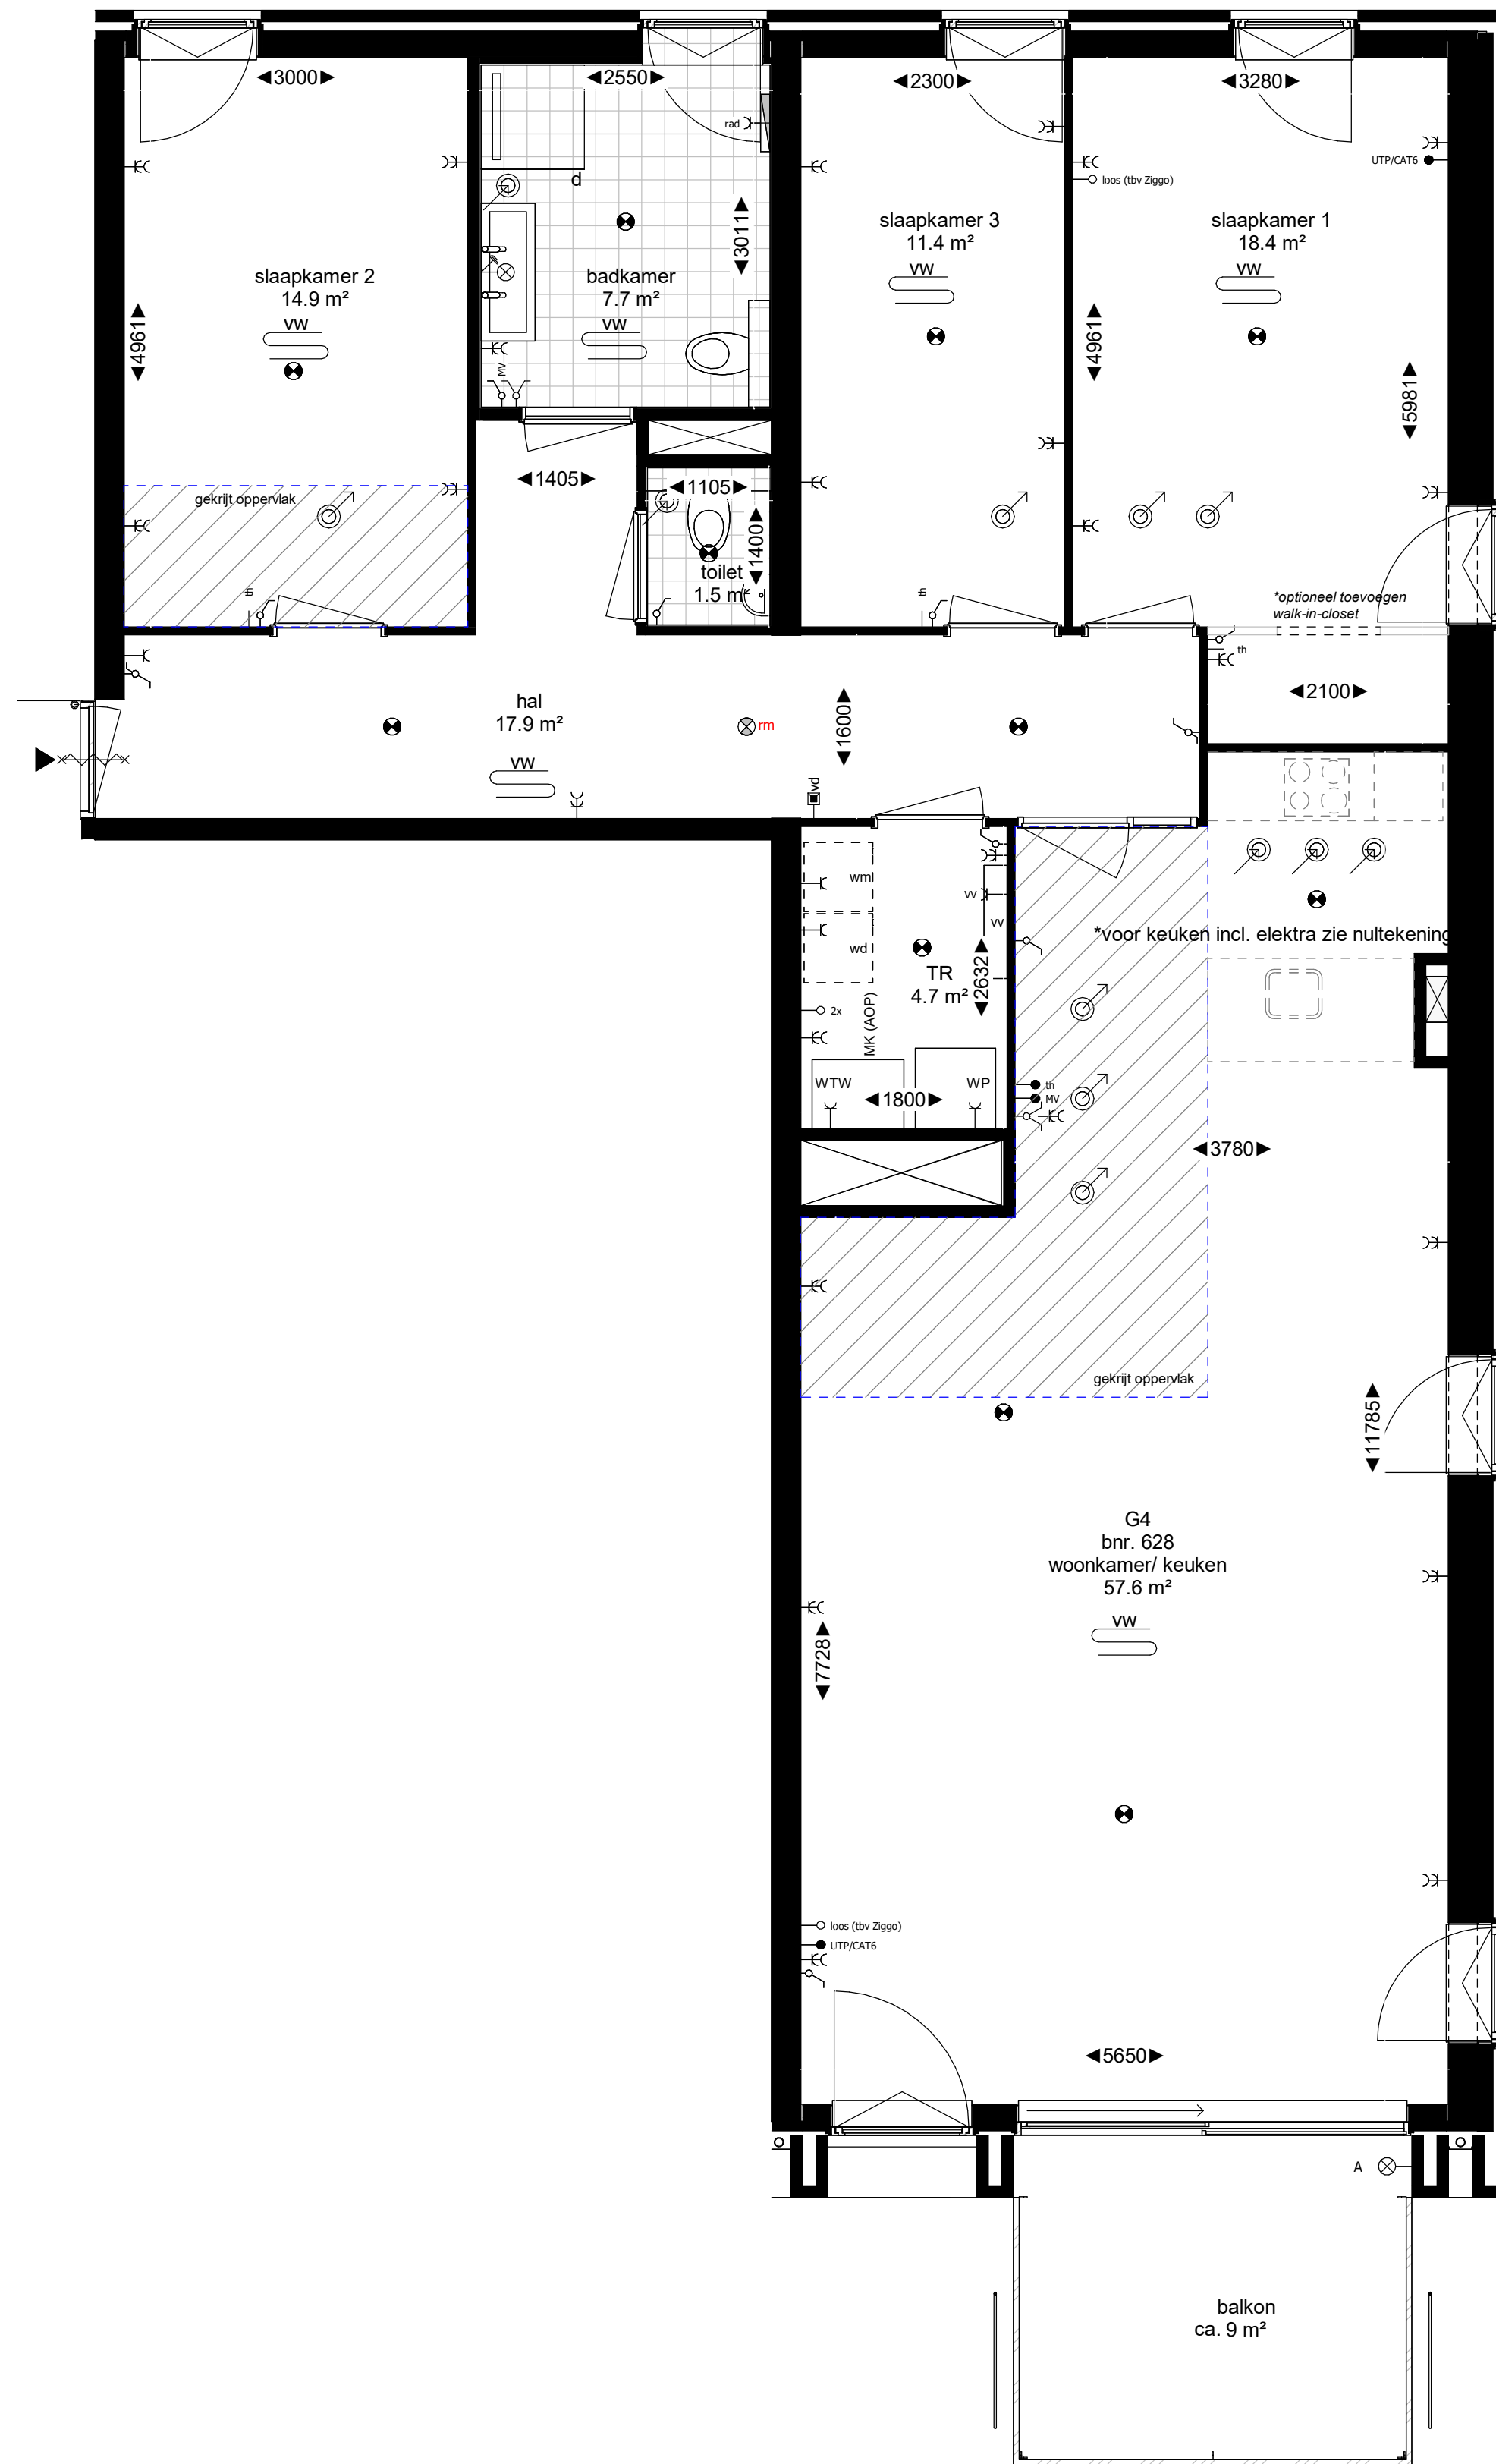 3000
2550
2300
3280
rad
UTP/CAT6
loos (tbv Ziggo)
d
3011
slaapkamer 3
11.4 m²
vw
slaapkamer 1
18.4 m²
vw
slaapkamer 2
14.9 m²
vw
badkamer
7.7 m²
vw
4961
4961
5981
MV
1405
1105
1400
gekrijt oppervlak
toilet
1.5 m²
th
th
*optioneel toevoegen
walk-in-closet
th
2100
hal
17.9 m²
vw
rm
1600
vd
wm
wd
vv
vv
*voor keuken incl. elektra zie nultekening
TR
4.7 m²
2632
2x
MK (AOP)
WTW
WP
1800
th
MV
3780
gekrijt oppervlak
11785
G4
bnr. 628
woonkamer/ keuken
57.6 m²
vw
7728
loos (tbv Ziggo)
UTP/CAT6
5650
A
balkon
ca. 9 m²